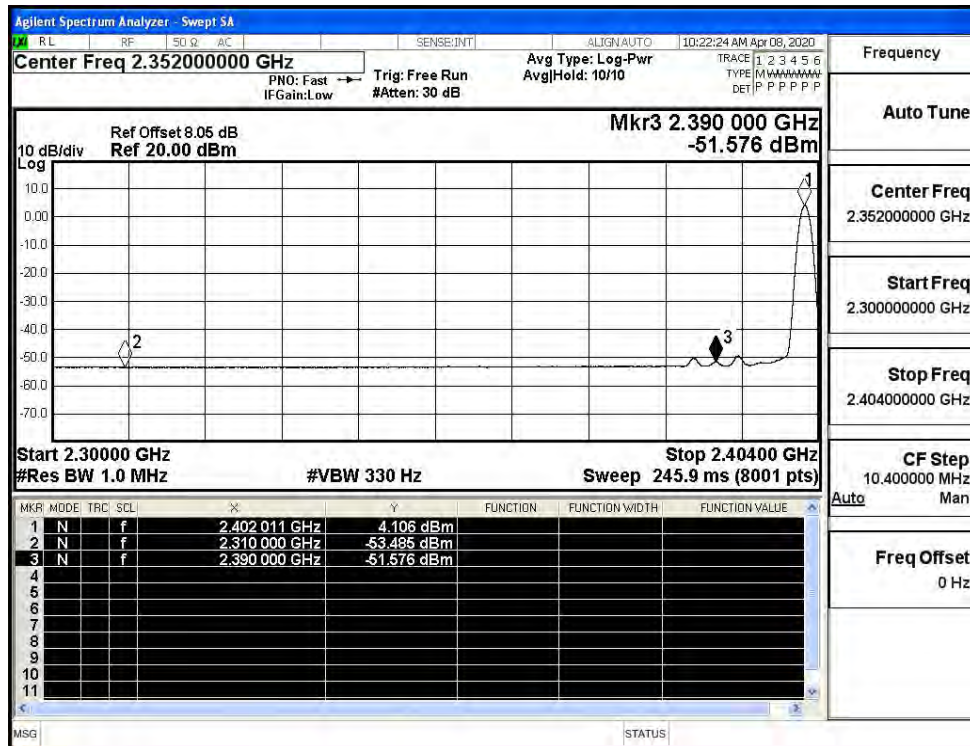 Agilent Spectrum Analyzer - Swept SA
LXI RL RF 50 Ω AC SENSE:INT ALIGNAUTO 10:22:24 AM Apr 08, 2020
Center Freq 2.352000000 GHz
PNO: Fast
IFGain:Low
Trig: Free Run
#Atten: 30 dB
Avg Type: Log-Pwr
Avg|Hold: 10/10
TRACE 1 2 3 4 5 6
TYPE M WWWWW
DET P P P P P P
Ref Offset 8.05 dB
10 dB/div Ref 20.00 dBm
Log
Mkr3 2.390 000 GHz
-51.576 dBm
10.0
0.00
-10.0
-20.0
-30.0
-40.0
-50.0
-60.0
-70.0
1
2
3
Start 2.30000 GHz Stop 2.40400 GHz
#Res BW 1.0 MHz #VBW 330 Hz Sweep 245.9 ms (8001 pts)
MKR MODE TRC SCL X Y FUNCTION FUNCTION WIDTH FUNCTION VALUE
1 N f 2.402 011 GHz 4.106 dBm
2 N f 2.310 000 GHz -53.485 dBm
3 N f 2.390 000 GHz -51.576 dBm
4
5
6
7
8
9
10
11
MSG STATUS
Frequency
Auto Tune
Center Freq
2.352000000 GHz
Start Freq
2.300000000 GHz
Stop Freq
2.404000000 GHz
CF Step
10.400000 MHz
Auto Man
Freq Offset
0 Hz